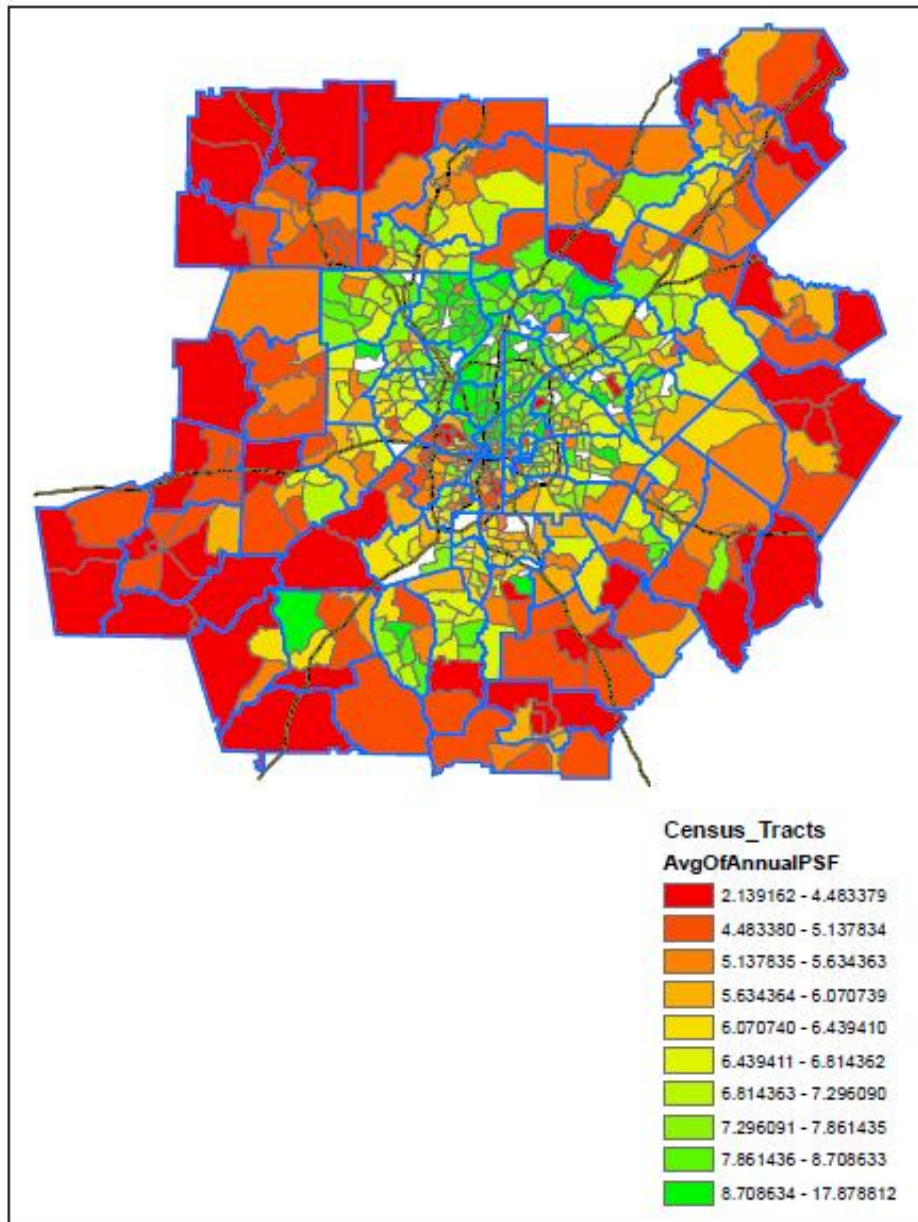 Census_Tracts
AvgOfAnnualPSF
2.139162 - 4.483379
4.483380 - 5.137834
5.137835 - 5.634363
5.634364 - 6.070739
6.070740 - 6.439410
6.439411 - 6.814362
6.814363 - 7.296090
7.296091 - 7.861435
7.861436 - 8.708633
8.708634 - 17.878812